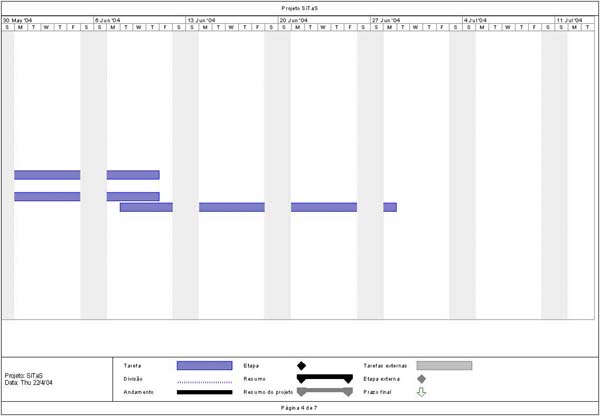 Projeto SITaS
30 May '04 6 Jun '04 13 Jun '04 20 Jun '04 27 Jun '04 4 Jul '04 11 Jul '04
S M T W T F S S M T W T F S S M T W T F S S M T W T F S S M T W T F S S M T W T F S S M T
Tarefa Etapa Tarefas externas
Projeto: SITaS
Data: Thu 22/4/04
Divisão Resumo Etapa externa
Andamento Resumo do projeto Prazo final
Página 4 de 7